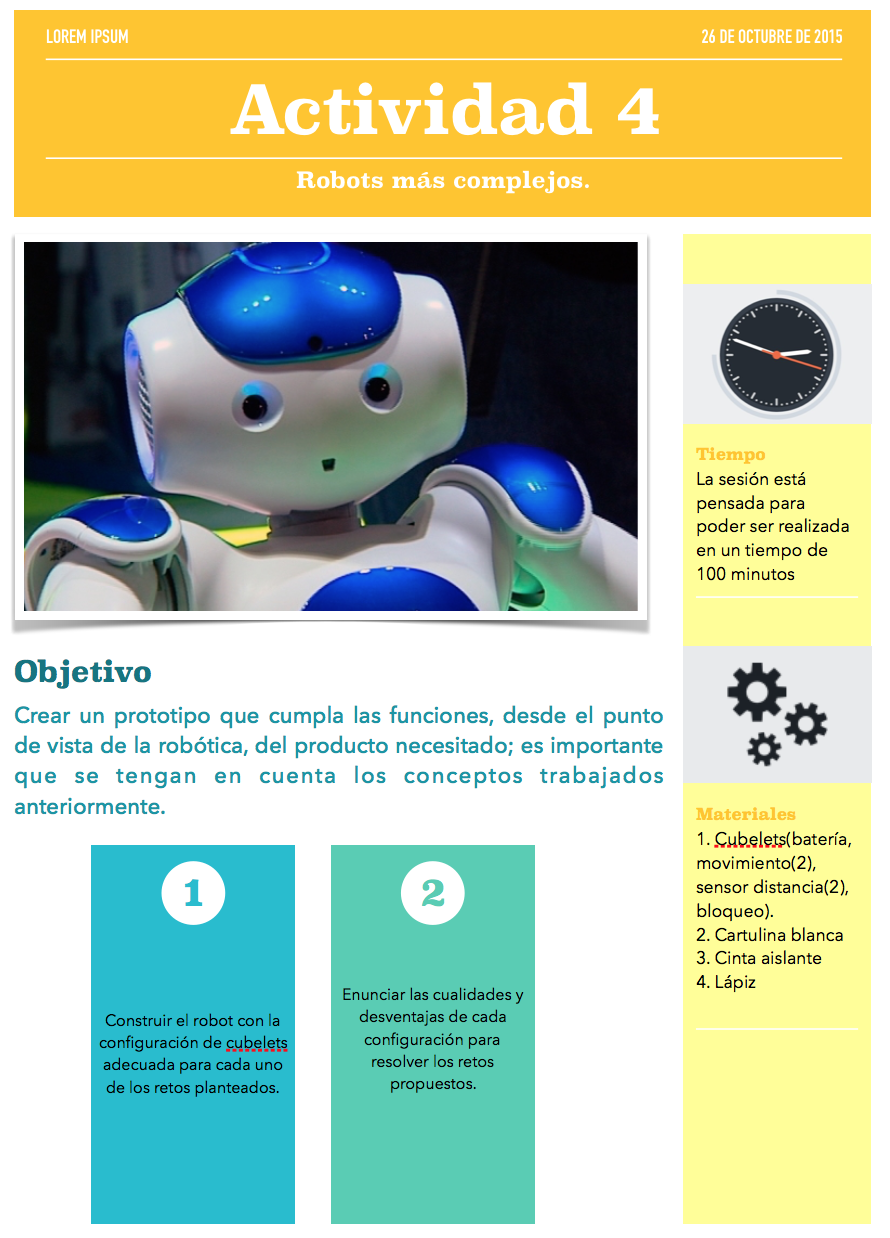 LOREM IPSUM
26 DE OCTUBRE DE 2015
Actividad 4
Robots más complejos.
Objetivo
Crear un prototipo que cumpla las funciones, desde el punto
de vista de la robótica, del producto necesitado; es importante
que se tengan en cuenta los conceptos trabajados
anteriormente.
1
Construir el robot con la
configuración de cubelets
adecuada para cada uno
de los retos planteados.
2
Enunciar las cualidades y
desventajas de cada
configuración para
resolver los retos
propuestos.
Tiempo
La sesión está
pensada para
poder ser realizada
en un tiempo de
100 minutos
Materiales
1. Cubelets(batería,
movimiento(2),
sensor distancia(2),
bloqueo).
2. Cartulina blanca
3. Cinta aislante
4. Lápiz